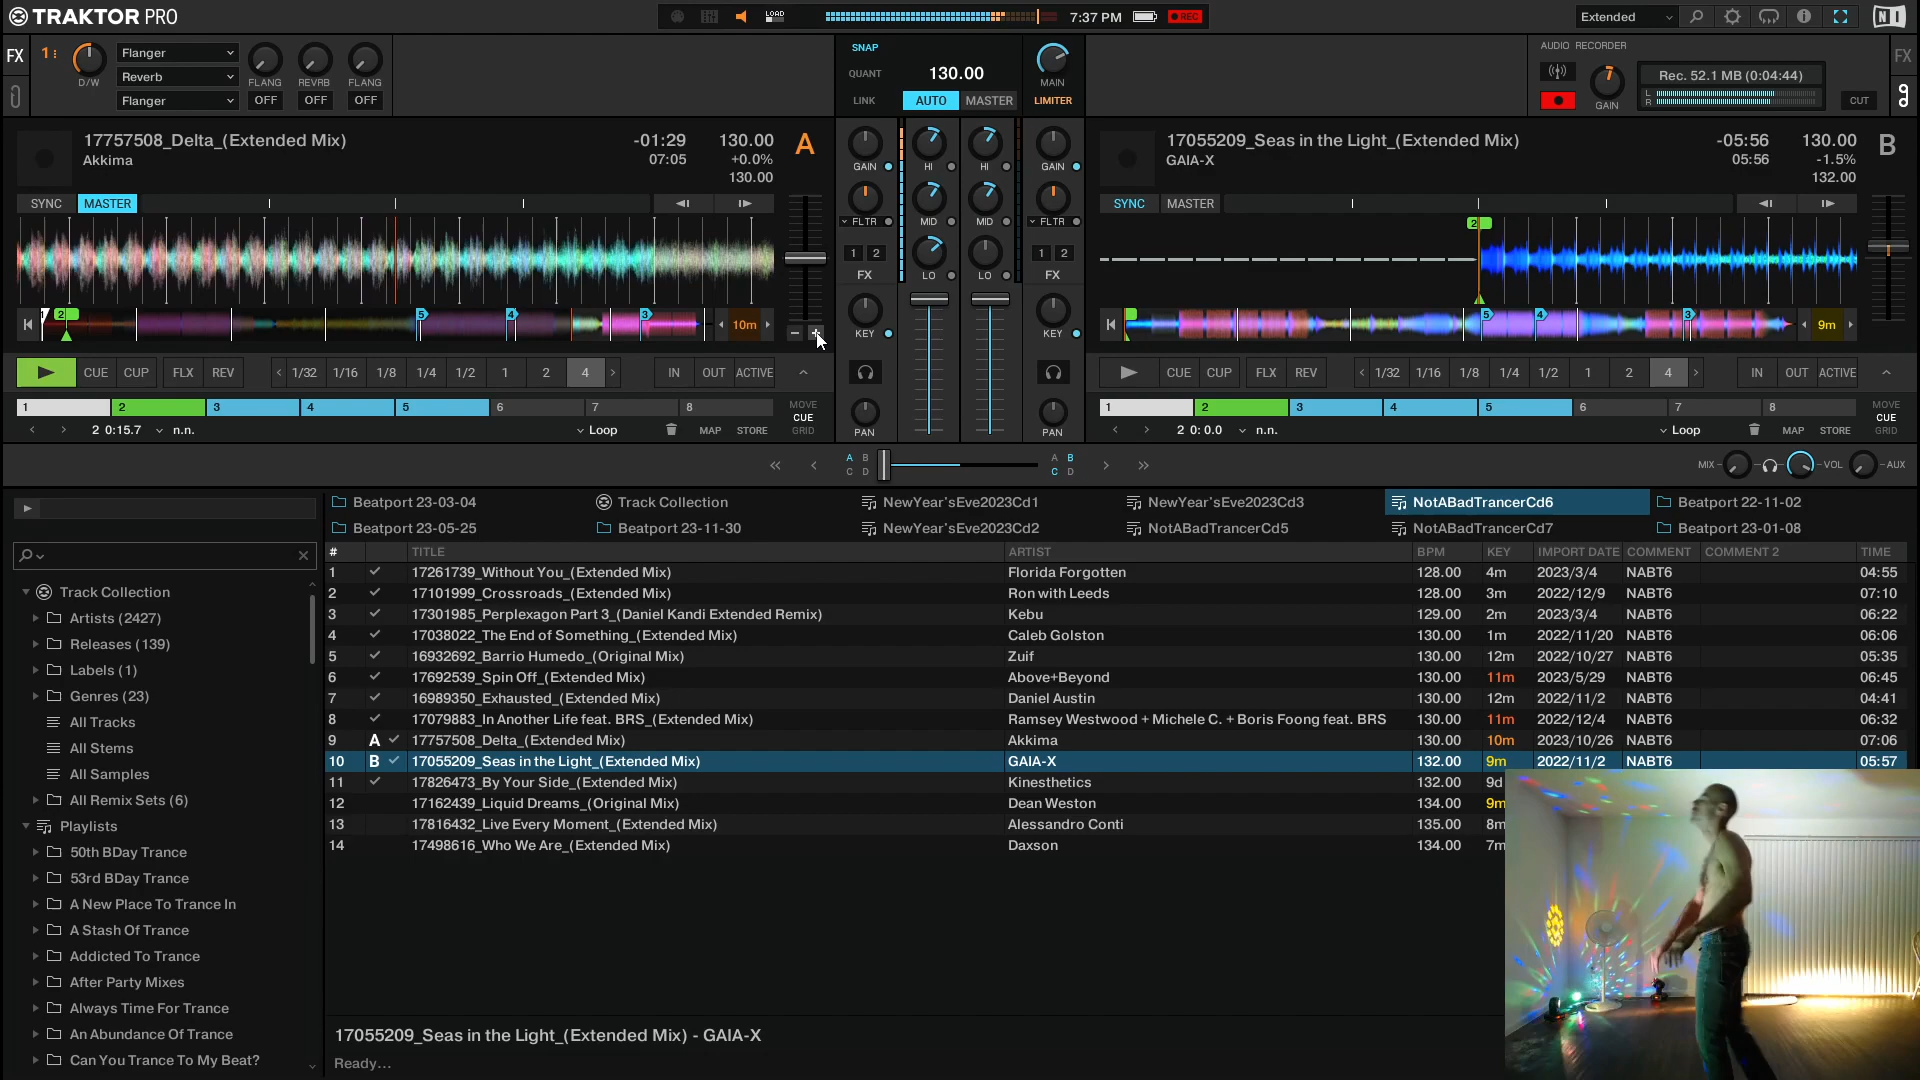 TRAKTOR PRO
LOAD
7:37 PM
REC
Extended
FX
1
D/W
Flanger
Reverb
Flanger
FLANG
REVRB
FLANG
OFF
OFF
OFF
SNAP
QUANT
130.00
LINK
AUTO
MASTER
MAIN
LIMITER
AUDIO RECORDER
GAIN
Rec. 52.1 MB (0:04:44)
L
R
CUT
FX
17757508_Delta_(Extended Mix)
Akkima
-01:29
07:05
130.00
+0.0%
130.00
A
SYNC
MASTER
2
5
4
3
10m
CUE
CUP
FLX
REV
1/32
1/16
1/8
1/4
1/2
1
2
4
IN
OUT
ACTIVE
1
2
3
4
5
6
7
8
MOVE
CUE
GRID
2 0:15.7
n.n.
Loop
MAP
STORE
GAIN
HI
HI
GAIN
FLTR
MID
MID
FLTR
1 2
1 2
FX
LO
LO
FX
KEY
KEY
PAN
PAN
17055209_Seas in the Light_(Extended Mix)
GAIA-X
-05:56
05:56
130.00
-1.5%
132.00
B
SYNC
MASTER
2
5
4
3
9m
CUE
CUP
FLX
REV
1/32
1/16
1/8
1/4
1/2
1
2
4
IN
OUT
ACTIVE
1
2
3
4
5
6
7
8
MOVE
CUE
GRID
2 0: 0.0
n.n.
Loop
MAP
STORE
A B
C D
A B
C D
MIX
VOL
AUX
Beatport 23-03-04
Track Collection
NewYear'sEve2023Cd1
NewYear'sEve2023Cd3
NotABadTrancerCd6
Beatport 22-11-02
Beatport 23-05-25
Beatport 23-11-30
NewYear'sEve2023Cd2
NotABadTrancerCd5
NotABadTrancerCd7
Beatport 23-01-08
Track Collection
Artists (2427)
Releases (139)
Labels (1)
Genres (23)
All Tracks
All Stems
All Samples
All Remix Sets (6)
Playlists
50th BDay Trance
53rd BDay Trance
A New Place To Trance In
A Stash Of Trance
Addicted To Trance
After Party Mixes
Always Time For Trance
An Abundance Of Trance
Can You Trance To My Beat?
# TITLE ARTIST BPM KEY IMPORT DATE COMMENT COMMENT 2 TIME
1 17261739_Without You_(Extended Mix) Florida Forgotten 128.00 4m 2023/3/4 NABT6 04:55
2 17101999_Crossroads_(Extended Mix) Ron with Leeds 128.00 3m 2022/12/9 NABT6 07:10
3 17301985_Perplexagon Part 3_(Daniel Kandi Extended Remix) Kebu 129.00 2m 2023/3/4 NABT6 06:22
4 17038022_The End of Something_(Extended Mix) Caleb Golston 130.00 1m 2022/11/20 NABT6 06:06
5 16932692_Barrio Humedo_(Original Mix) Zuif 130.00 12m 2022/10/27 NABT6 05:35
6 17692539_Spin Off_(Extended Mix) Above+Beyond 130.00 11m 2023/5/29 NABT6 06:45
7 16989350_Exhausted_(Extended Mix) Daniel Austin 130.00 12m 2022/11/2 NABT6 04:41
8 17079883_In Another Life feat. BRS_(Extended Mix) Ramsey Westwood + Michele C. + Boris Foong feat. BRS 130.00 11m 2022/12/4 NABT6 06:32
9 A 17757508_Delta_(Extended Mix) Akkima 130.00 10m 2023/10/26 NABT6 07:06
10 B 17055209_Seas in the Light_(Extended Mix) GAIA-X 132.00 9m 2022/11/2 NABT6 05:57
11 17826473_By Your Side_(Extended Mix) Kinesthetics 132.00 9d
12 17162439_Liquid Dreams_(Original Mix) Dean Weston 134.00 9m
13 17816432_Live Every Moment_(Extended Mix) Alessandro Conti 135.00 8m
14 17498616_Who We Are_(Extended Mix) Daxson 134.00 7m
17055209_Seas in the Light_(Extended Mix) - GAIA-X
Ready...